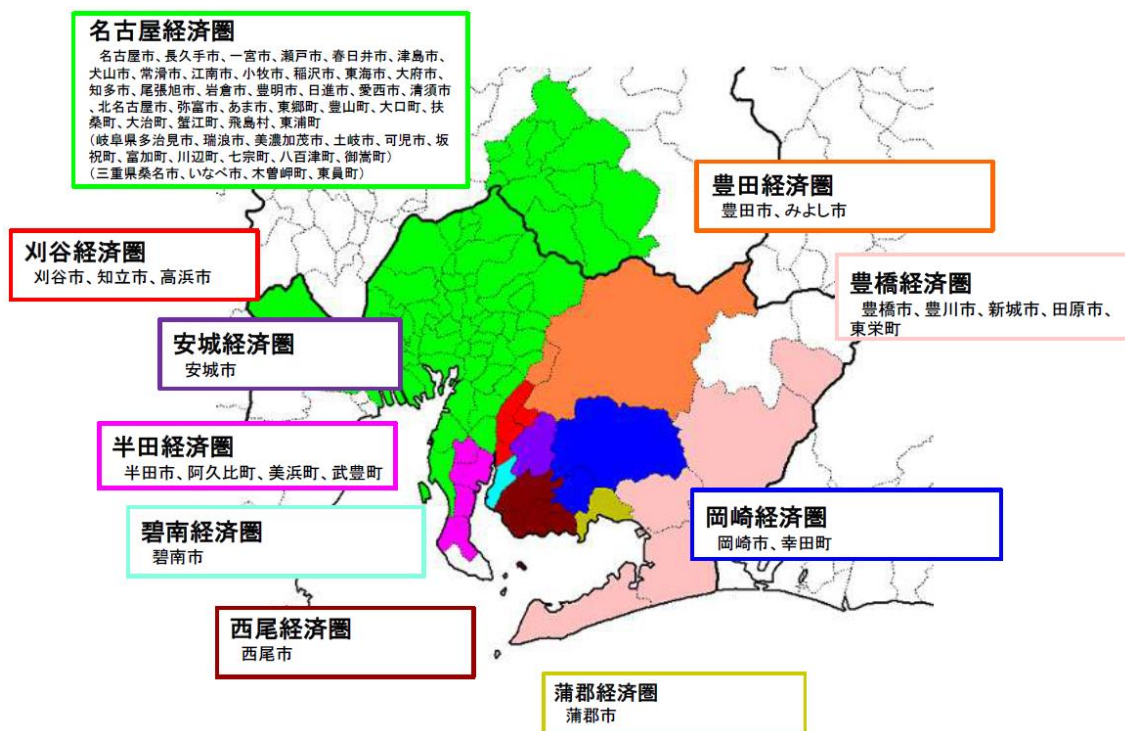 名古屋経済圏
名古屋市、長久手市、一宮市、瀬戸市、春日井市、津島市、
犬山市、常滑市、江南市、小牧市、稲沢市、東海市、大府市、
知多市、尾張旭市、岩倉市、豊明市、日進市、愛西市、清須市
、北名古屋市、弥富市、あま市、東郷町、豊山町、大口町、扶
桑町、大治町、蟹江町、飛島村、東浦町
(岐阜県多治見市、瑞浪市、美濃加茂市、土岐市、可児市、坂
祝町、富加町、川辺町、七宗町、八百津町、御嵩町)
(三重県桑名市、いなべ市、木曽岬町、東員町)
豊田経済圏
豊田市、みよし市
刈谷経済圏
刈谷市、知立市、高浜市
豊橋経済圏
豊橋市、豊川市、新城市、田原市、
東栄町
安城経済圏
安城市
半田経済圏
半田市、阿久比町、美浜町、武豊町
岡崎経済圏
岡崎市、幸田町
碧南経済圏
碧南市
西尾経済圏
西尾市
蒲郡経済圏
蒲郡市